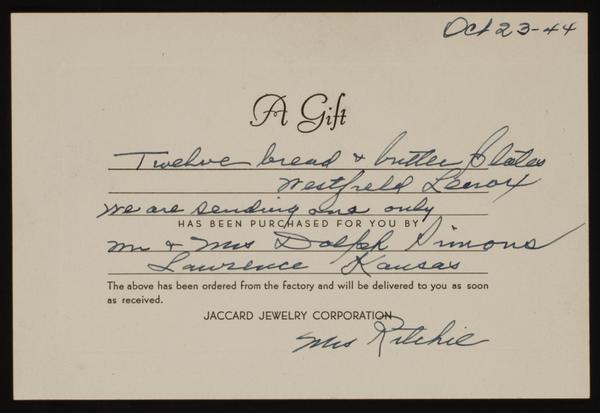 Oct 23-44
A Gift
Twelve bread & butter plates
Westfield Lenox
We are sending one only
HAS BEEN PURCHASED FOR YOU BY
Mr & Mrs Dolph Simons
Lawrence Kansas
The above has been ordered from the factory and will be delivered to you as soon
as received.
JACCARD JEWELRY CORPORATION
Mrs Ritchie